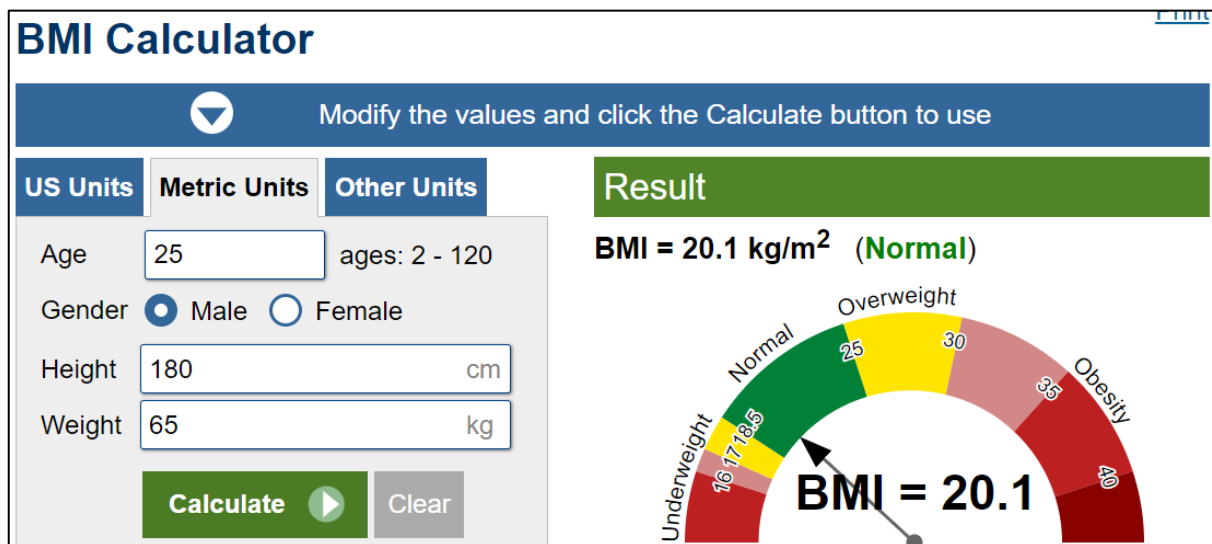 Print
BMI Calculator
Modify the values and click the Calculate button to use
US Units Metric Units Other Units
Age 25 ages: 2 - 120
Gender Male Female
Height 180 cm
Weight 65 kg
Calculate Clear
Result
BMI = 20.1 kg/m² (Normal)
Underweight
Normal
Overweight
Obesity
16
17
18.5
25
30
35
40
BMI = 20.1